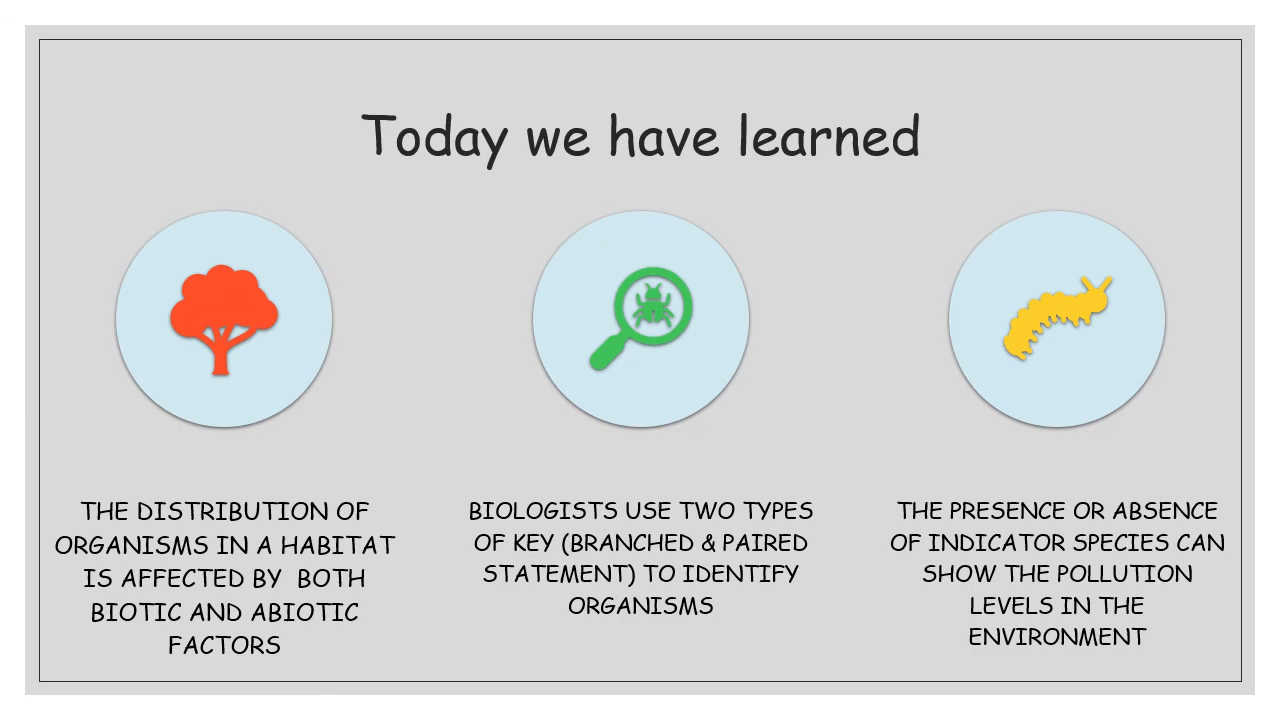 Today we have learned
THE DISTRIBUTION OF
ORGANISMS IN A HABITAT
IS AFFECTED BY  BOTH
BIOTIC AND ABIOTIC
FACTORS
BIOLOGISTS USE TWO TYPES
OF KEY (BRANCHED & PAIRED
STATEMENT) TO IDENTIFY
ORGANISMS
THE PRESENCE OR ABSENCE
OF INDICATOR SPECIES CAN
SHOW THE POLLUTION
LEVELS IN THE
ENVIRONMENT